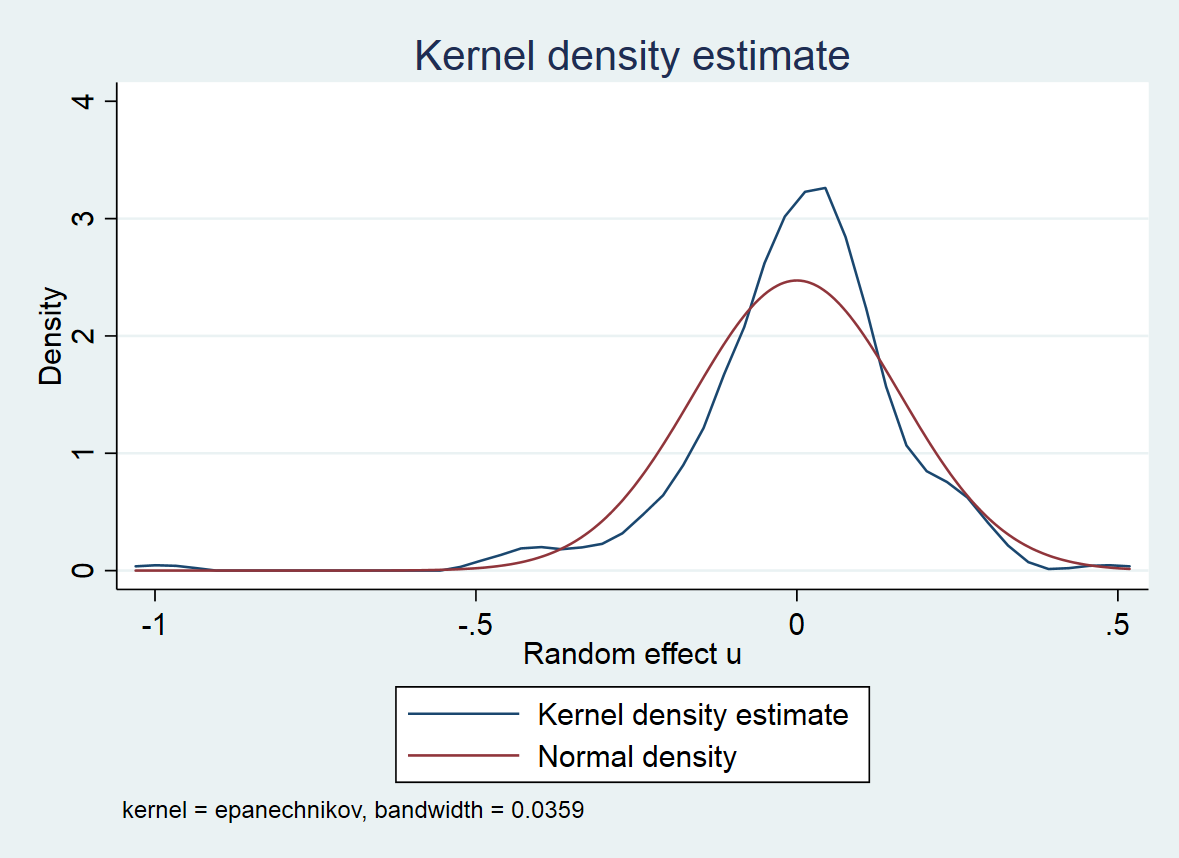 Kernel density estimate
4
3
2
1
0
Density
-1 -.5 0 .5
Random effect u
Kernel density estimate
Normal density
kernel = epanechnikov, bandwidth = 0.0359